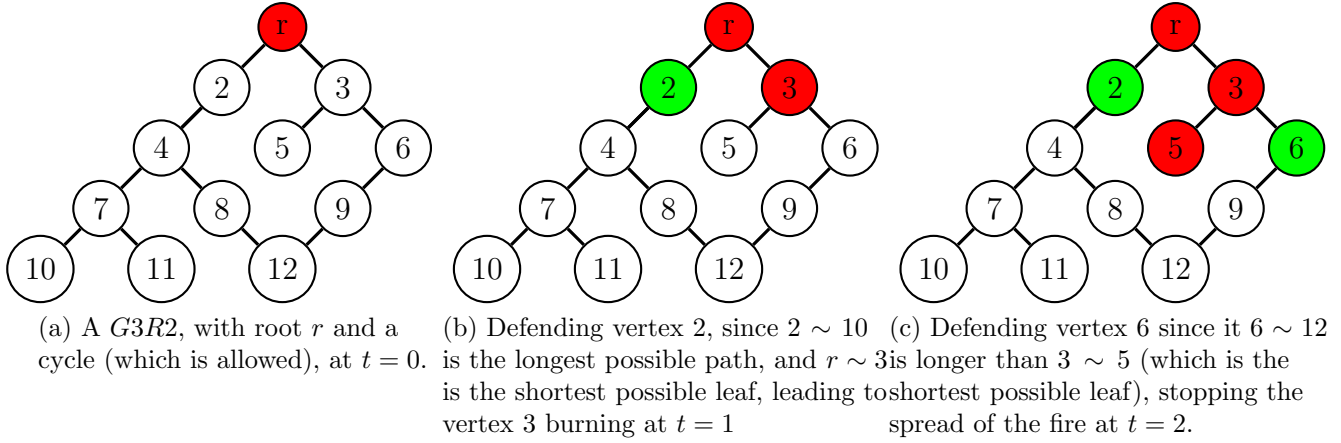 r
2
3
4
5
6
7
8
9
10
11
12
(a) A G3R2, with root r and a
cycle (which is allowed), at t = 0.
r
2
3
4
5
6
7
8
9
10
11
12
(b) Defending vertex 2, since 2 ∼ 10
is the longest possible path, and r ∼ 3
is the shortest possible leaf, leading to
vertex 3 burning at t = 1
r
2
3
4
5
6
7
8
9
10
11
12
(c) Defending vertex 6 since it 6 ∼ 12
is longer than 3 ∼ 5 (which is the
shortest possible leaf), stopping the
spread of the fire at t = 2.